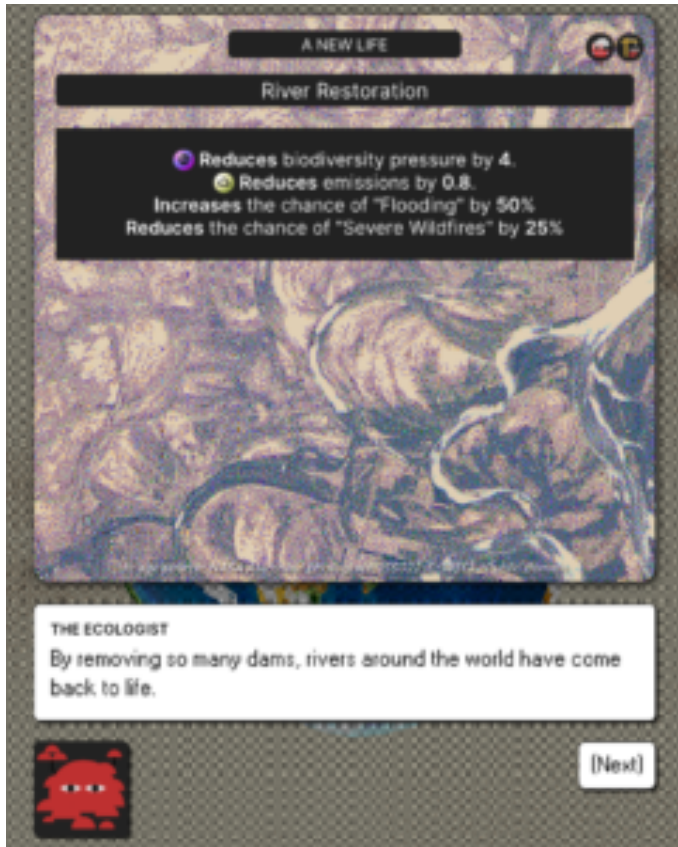 A NEW LIFE
River Restoration
Reduces biodiversity pressure by 4.
Reduces emissions by 0.8.
Increases the chance of "Flooding" by 50%
Reduces the chance of "Severe Wildfires" by 25%
THE ECOLOGIST
By removing so many dams, rivers around the world have come
back to life.
[Next]